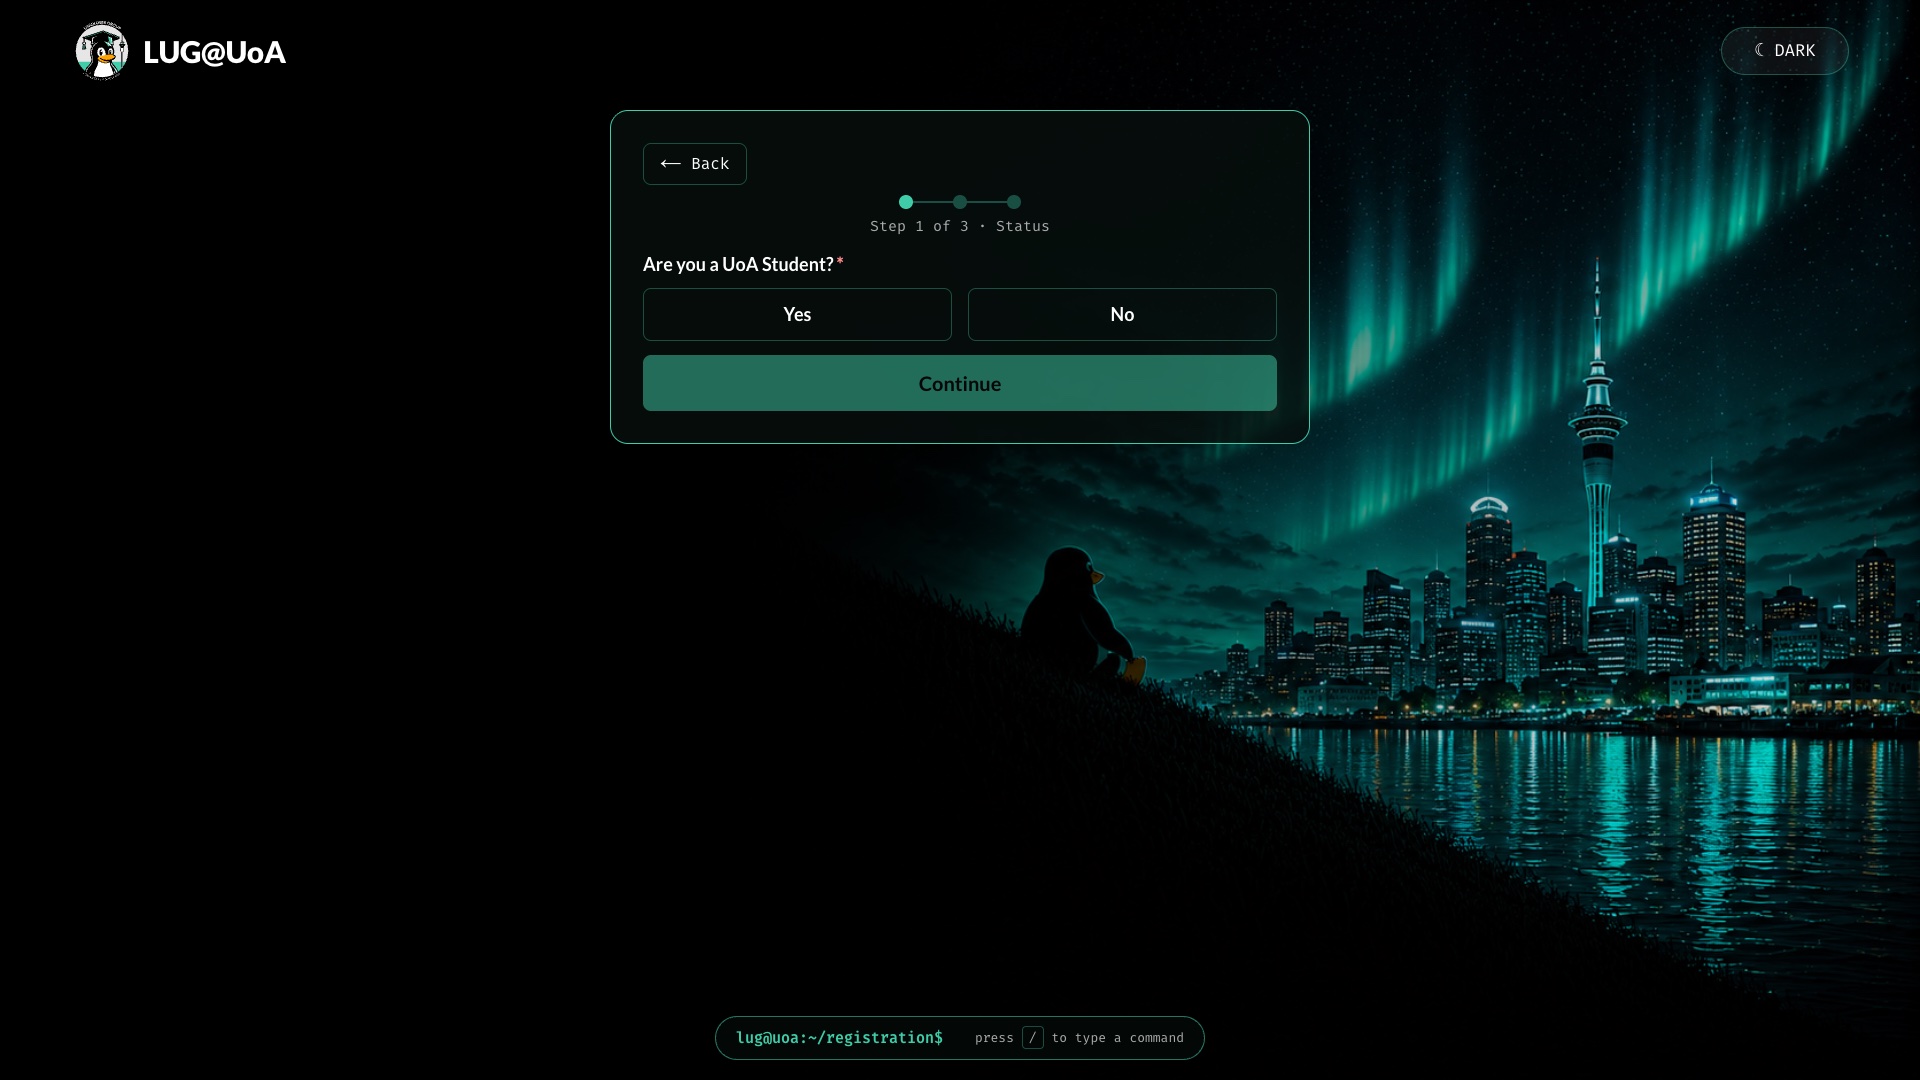 LUG@UoA
☾ DARK
← Back
Step 1 of 3 · Status
Are you a UoA Student? *
Yes
No
Continue
lug@uoa:~/registration$ press / to type a command